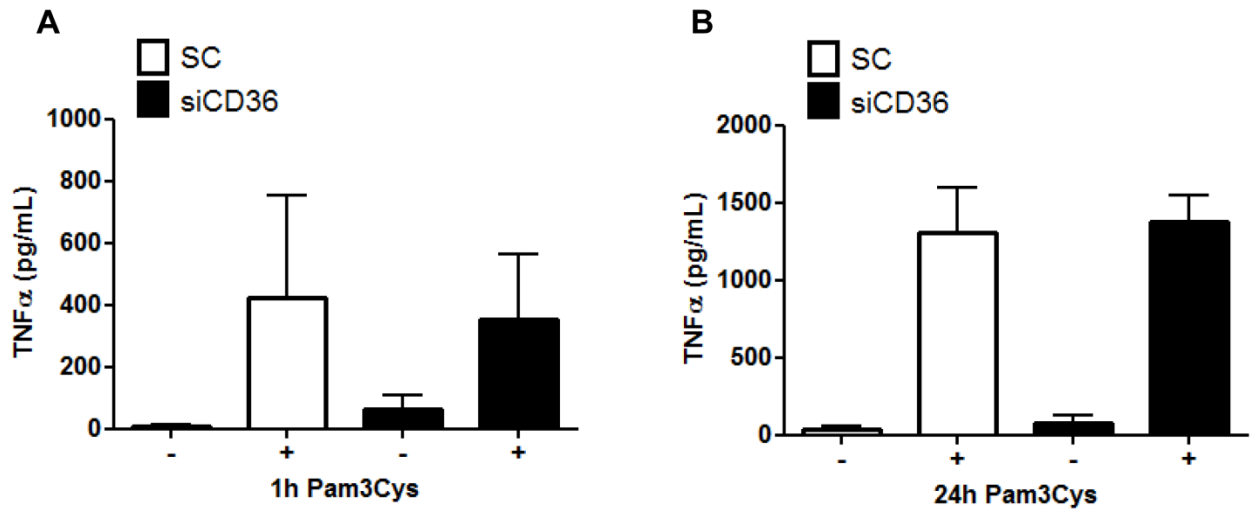 A
SC
siCD36
TNFα (pg/mL)
1000
800
600
400
200
0
- + - +
1h Pam3Cys
B
SC
siCD36
TNFα (pg/mL)
2000
1500
1000
500
0
- + - +
24h Pam3Cys